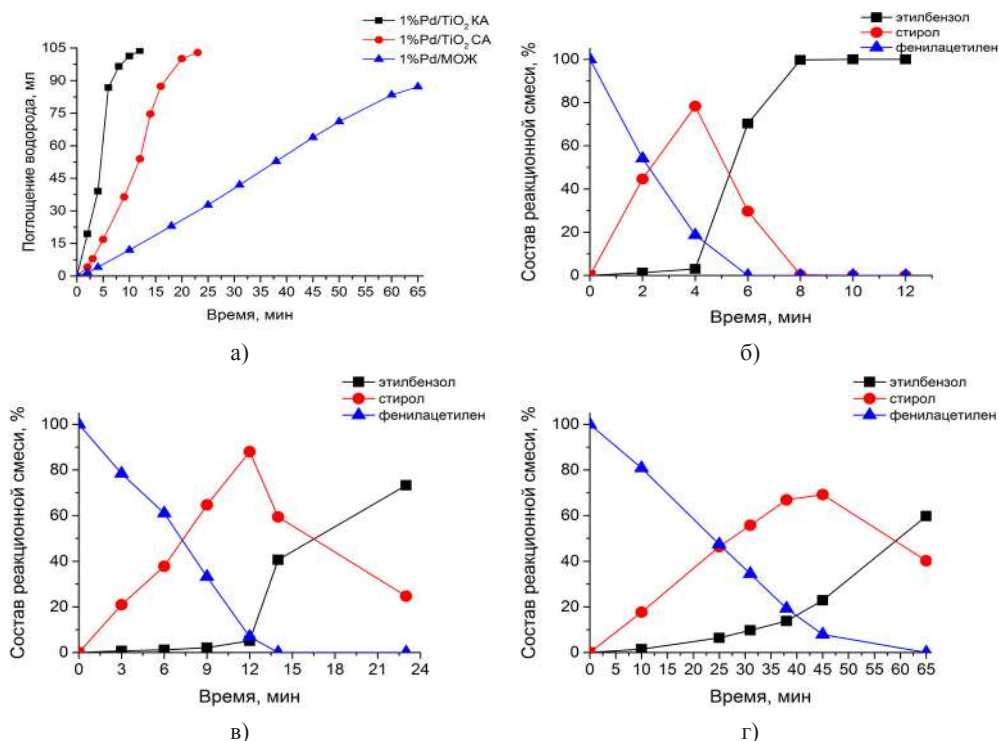 1%Pd/TiO₂ КА
1%Pd/TiO₂ СА
1%Pd/МОЖ
Поглощение водорода, мл
105
90
75
60
45
30
15
0
0 5 10 15 20 25 30 35 40 45 50 55 60 65
Время, мин
а)
этилбензол
стирол
фенилацетилен
Состав реакционной смеси, %
100
80
60
40
20
0
0 2 4 6 8 10 12
Время, мин
б)
этилбензол
стирол
фенилацетилен
Состав реакционной смеси, %
100
80
60
40
20
0
0 3 6 9 12 15 18 21 24
Время, мин
в)
этилбензол
стирол
фенилацетилен
Состав реакционной смеси, %
100
80
60
40
20
0
0 5 10 15 20 25 30 35 40 45 50 55 60 65
Время, мин
г)